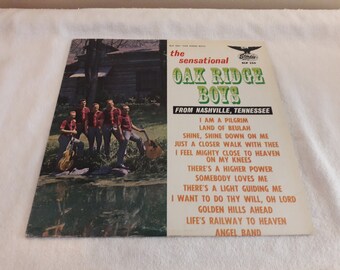 the
sensational
OAK RIDGE
BOYS
FROM NASHVILLE, TENNESSEE
I AM A PILGRIM
LAND OF BEULAH
SHINE, SHINE DOWN ON ME
JUST A CLOSER WALK WITH THEE
I FEEL MIGHTY CLOSE TO HEAVEN
ON MY KNEES
THERE'S A HIGHER POWER
SOMEBODY LOVES ME
THERE'S A LIGHT GUIDING ME
I WANT TO DO THY WILL, OH LORD
GOLDEN HILLS AHEAD
LIFE'S RAILWAY TO HEAVEN
ANGEL BAND